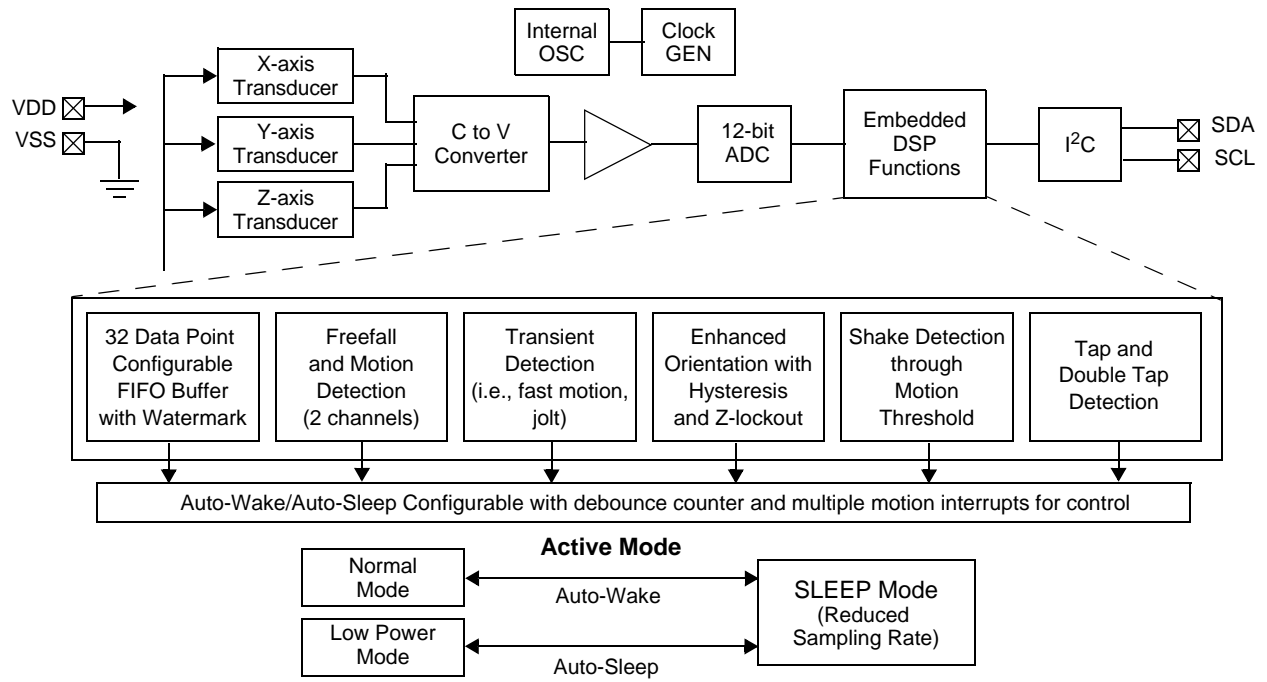 Internal
OSC
Clock
GEN
X-axis
Transducer
VDD
VSS
Y-axis
Transducer
Z-axis
Transducer
C to V
Converter
12-bit
ADC
Embedded
DSP
Functions
I²C
SDA
SCL
32 Data Point
Configurable
FIFO Buffer
with Watermark
Freefall
and Motion
Detection
(2 channels)
Transient
Detection
(i.e., fast motion,
jolt)
Enhanced
Orientation with
Hysteresis
and Z-lockout
Shake Detection
through
Motion
Threshold
Tap and
Double Tap
Detection
Auto-Wake/Auto-Sleep Configurable with debounce counter and multiple motion interrupts for control
Active Mode
Normal
Mode
Auto-Wake
Low Power
Mode
Auto-Sleep
SLEEP Mode
(Reduced
Sampling Rate)